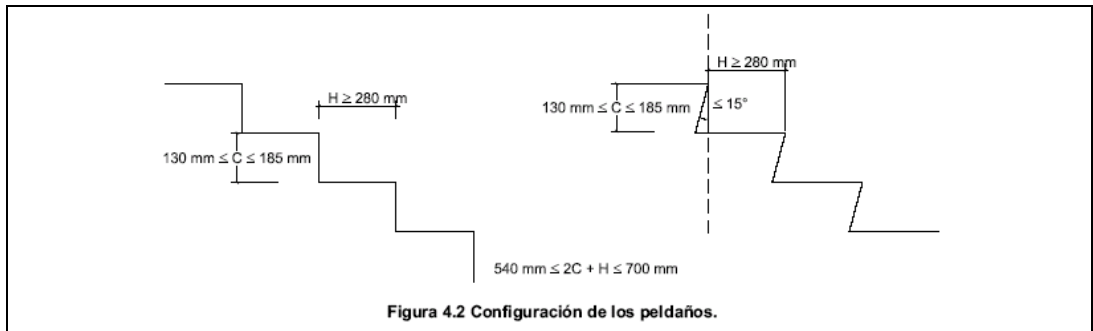 H ≥ 280 mm
130 mm ≤ C ≤ 185 mm
H ≥ 280 mm
130 mm ≤ C ≤ 185 mm
≤ 15°
540 mm ≤ 2C + H ≤ 700 mm
Figura 4.2 Configuración de los peldaños.